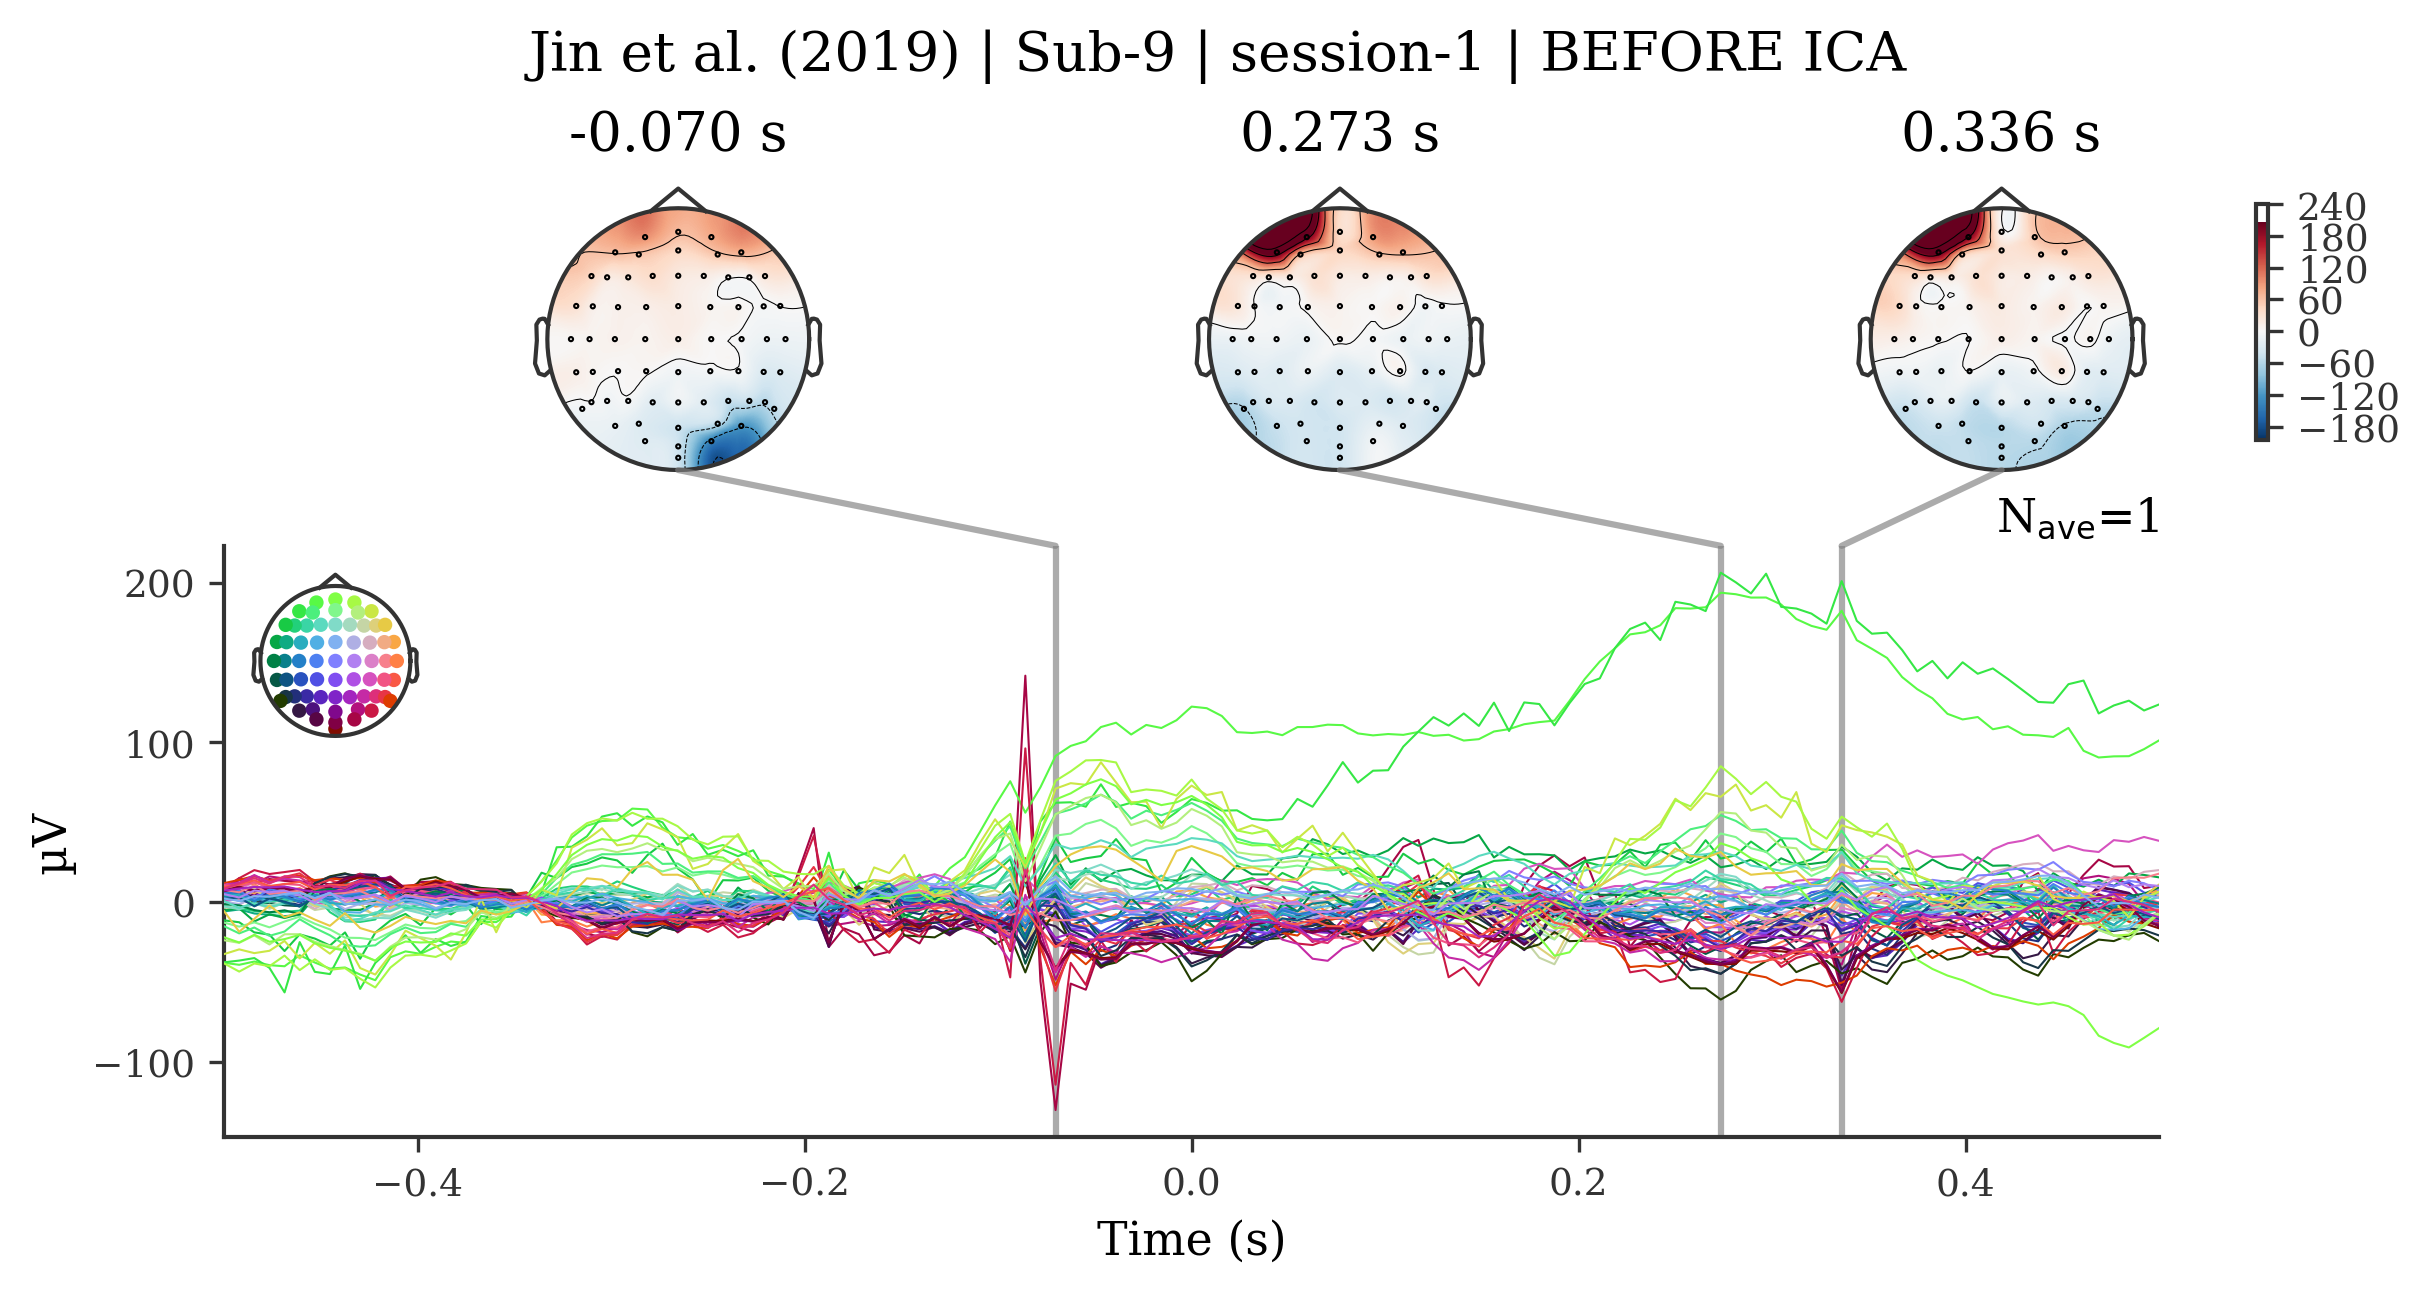 Jin et al. (2019) | Sub-9 | session-1 | BEFORE ICA
-0.070 s
0.273 s
0.336 s
240
180
120
60
0
−60
−120
−180
Nave=1
200
100
0
−100
µV
−0.4
−0.2
0.0
0.2
0.4
Time (s)